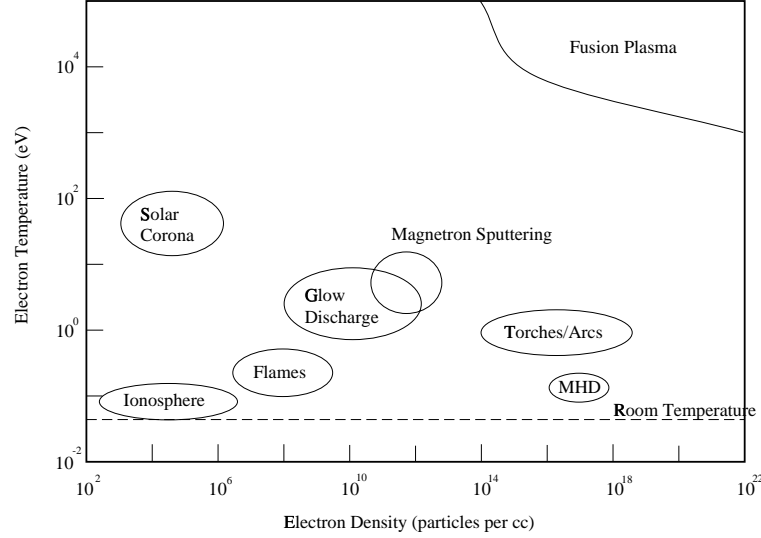 Fusion Plasma
10^4
Electron Temperature (eV)
10^2
Solar
Corona
Magnetron Sputtering
Glow
Discharge
10^0
Torches/Arcs
Flames
MHD
Ionosphere
Room Temperature
10^-2
10^2 10^6 10^10 10^14 10^18 10^22
Electron Density (particles per cc)